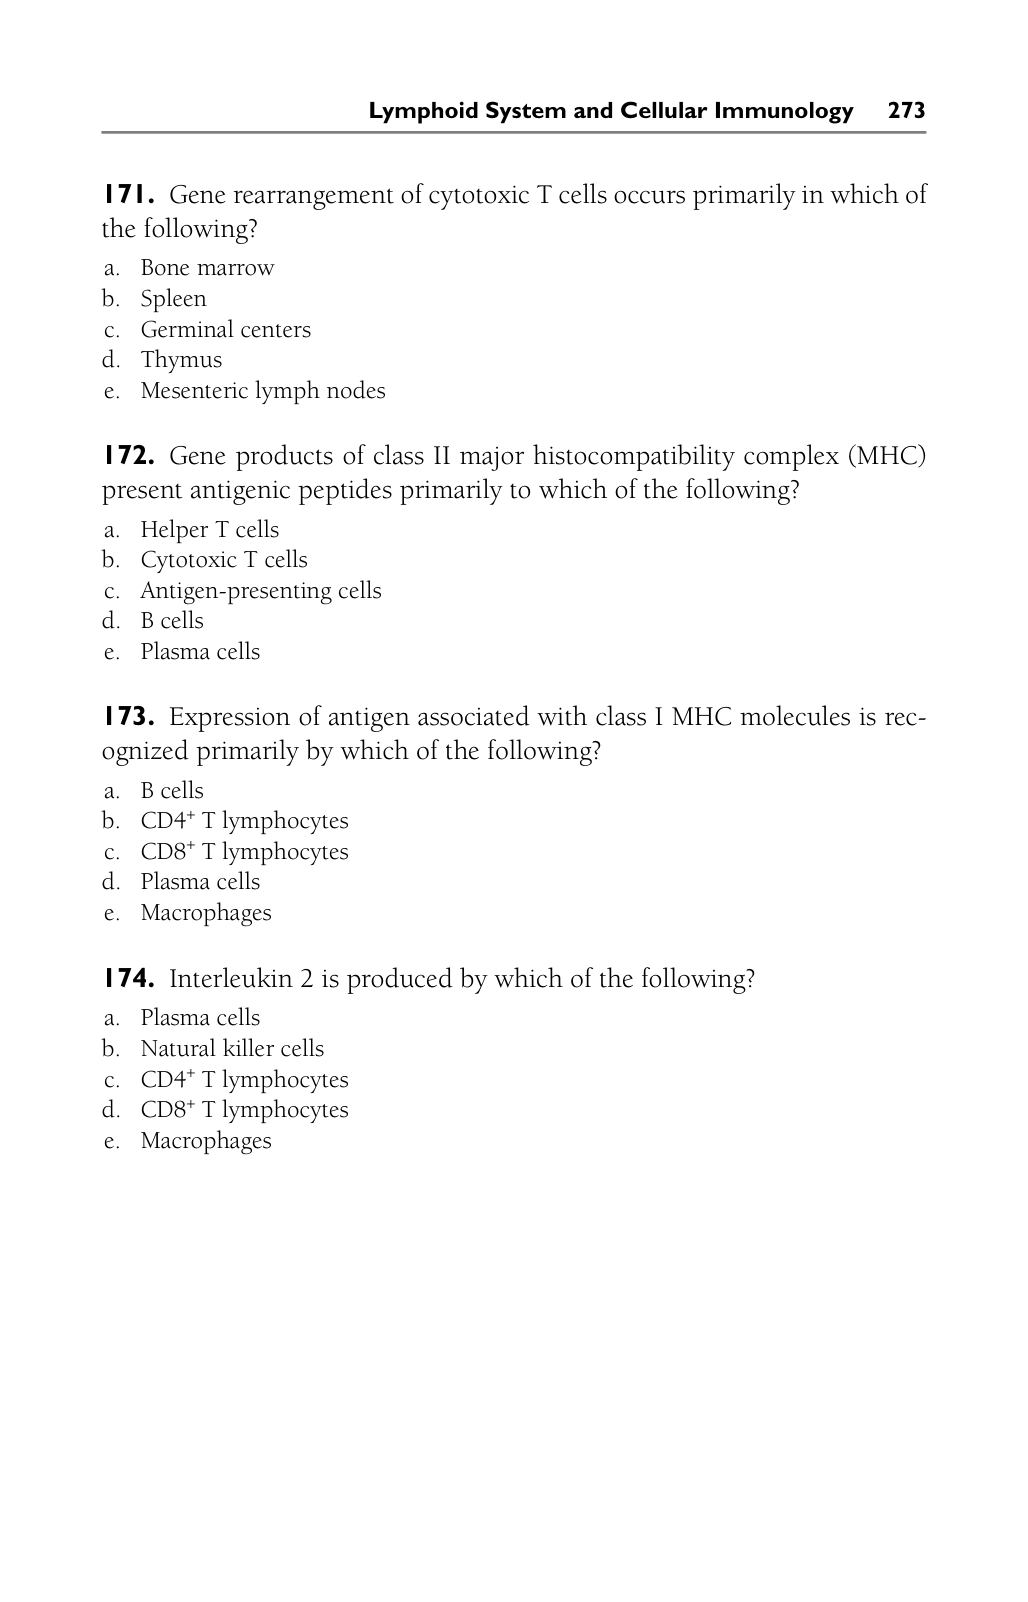 Lymphoid System and Cellular Immunology 273
171. Gene rearrangement of cytotoxic T cells occurs primarily in which of
the following?
a. Bone marrow
b. Spleen
c. Germinal centers
d. Thymus
e. Mesenteric lymph nodes
172. Gene products of class II major histocompatibility complex (MHC)
present antigenic peptides primarily to which of the following?
a. Helper T cells
b. Cytotoxic T cells
c. Antigen-presenting cells
d. B cells
e. Plasma cells
173. Expression of antigen associated with class I MHC molecules is rec-
ognized primarily by which of the following?
a. B cells
b. CD4⁺ T lymphocytes
c. CD8⁺ T lymphocytes
d. Plasma cells
e. Macrophages
174. Interleukin 2 is produced by which of the following?
a. Plasma cells
b. Natural killer cells
c. CD4⁺ T lymphocytes
d. CD8⁺ T lymphocytes
e. Macrophages